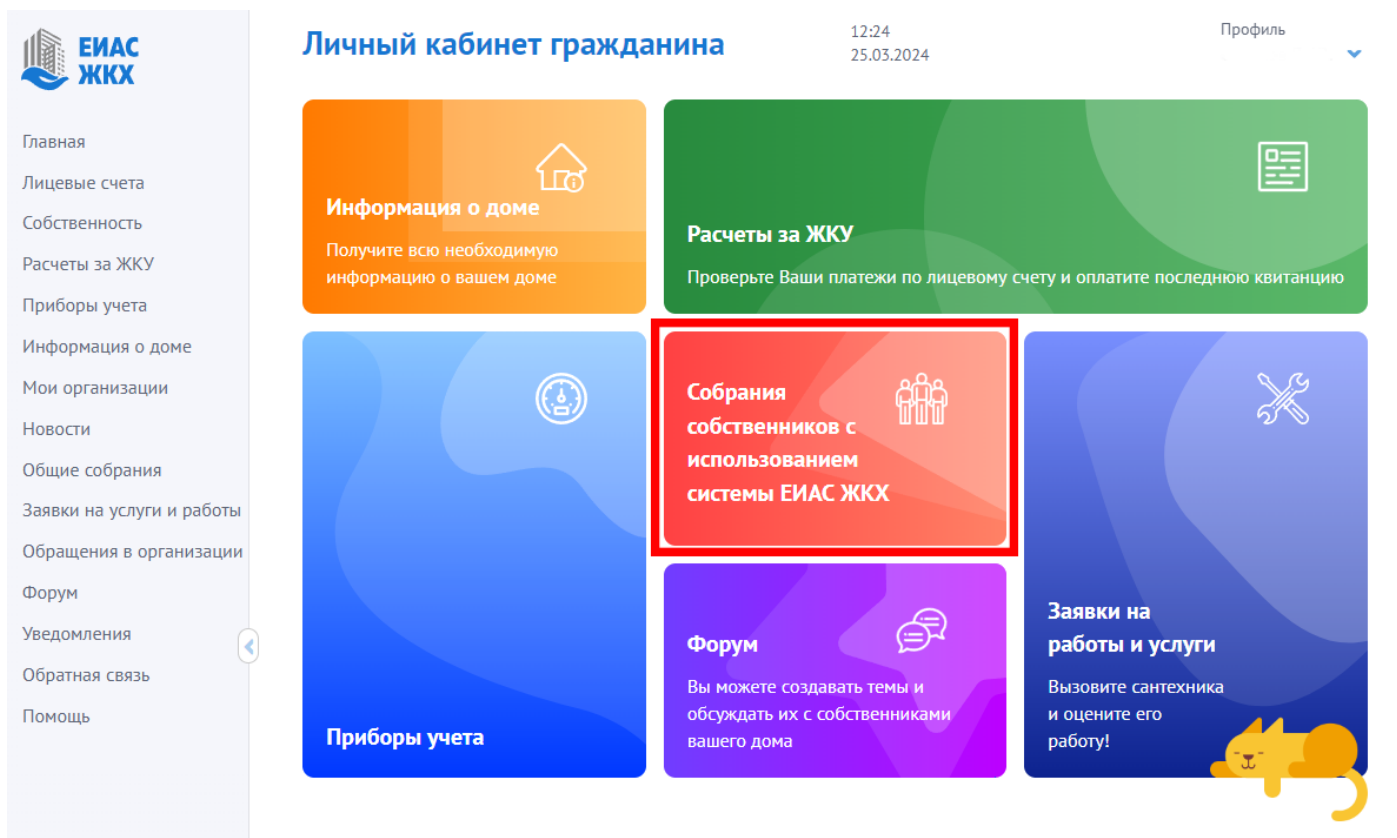 ЕИАС
ЖКХ
Главная
Лицевые счета
Собственность
Расчеты за ЖКУ
Приборы учета
Информация о доме
Мои организации
Новости
Общие собрания
Заявки на услуги и работы
Обращения в организации
Форум
Уведомления
Обратная связь
Помощь
Личный кабинет гражданина
12:24
25.03.2024
Профиль
Информация о доме
Получите всю необходимую
информацию о вашем доме
Расчеты за ЖКУ
Проверьте Ваши платежи по лицевому счету и оплатите последнюю квитанцию
Приборы учета
Собрания
собственников с
использованием
системы ЕИАС ЖКХ
Форум
Вы можете создавать темы и
обсуждать их с собственниками
вашего дома
Заявки на
работы и услуги
Вызовите сантехника
и оцените его
работу!